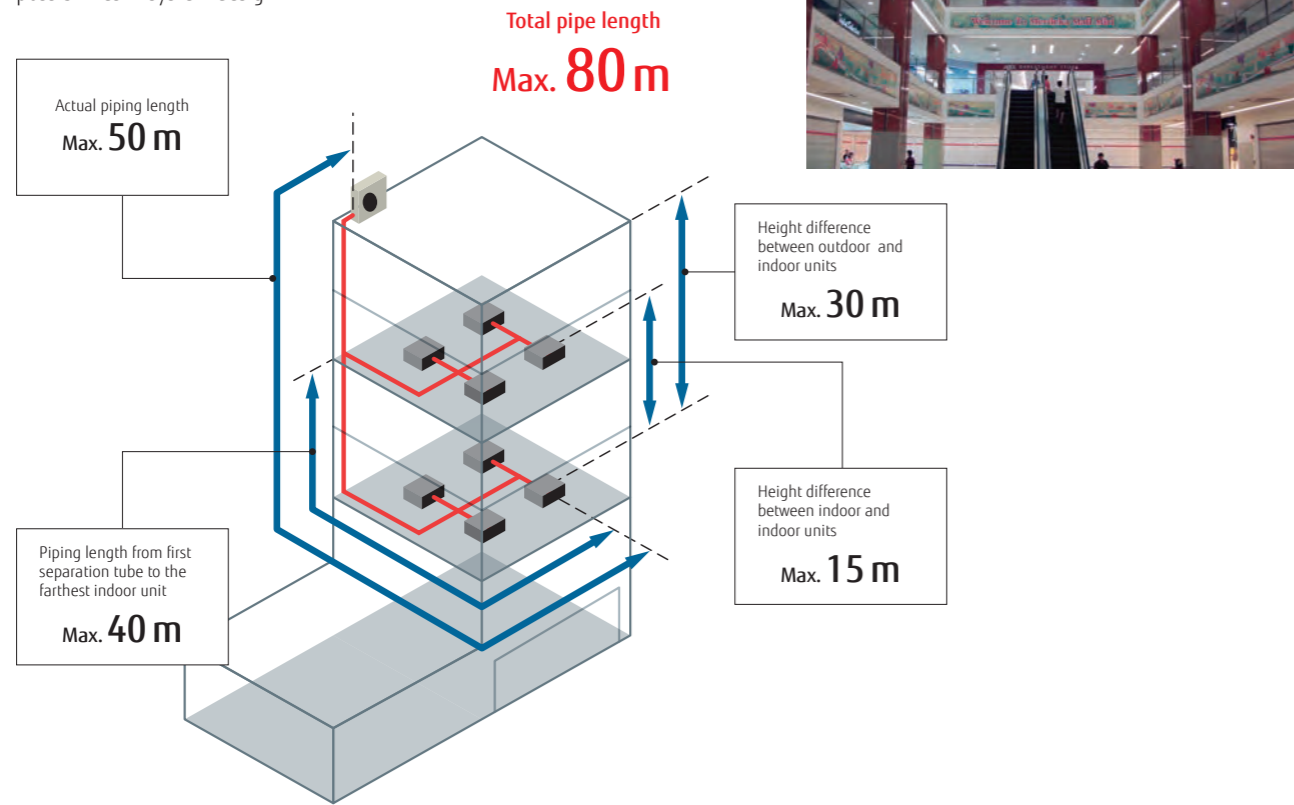 Total pipe length
Max. 80 m
Actual piping length
Max. 50 m
Height difference
between outdoor and
indoor units
Max. 30 m
Piping length from first
separation tube to the
farthest indoor unit
Max. 40 m
Height difference
between indoor and
indoor units
Max. 15 m